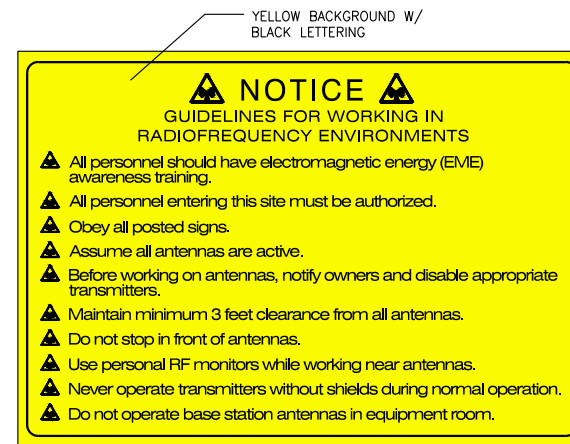 YELLOW BACKGROUND W/
BLACK LETTERING
NOTICE
GUIDELINES FOR WORKING IN
RADIOFREQUENCY ENVIRONMENTS
All personnel should have electromagnetic energy (EME)
awareness training.
All personnel entering this site must be authorized.
Obey all posted signs.
Assume all antennas are active.
Before working on antennas, notify owners and disable appropriate
transmitters.
Maintain minimum 3 feet clearance from all antennas.
Do not stop in front of antennas.
Use personal RF monitors while working near antennas.
Never operate transmitters without shields during normal operation.
Do not operate base station antennas in equipment room.